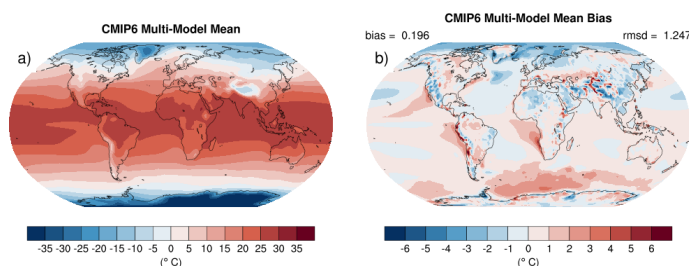 CMIP6 Multi-Model Mean
a)
-35 -30 -25 -20 -15 -10 -5 0 5 10 15 20 25 30 35
(° C)
CMIP6 Multi-Model Mean Bias
bias = 0.196 rmsd = 1.247
b)
-6 -5 -4 -3 -2 -1 0 1 2 3 4 5 6
(° C)